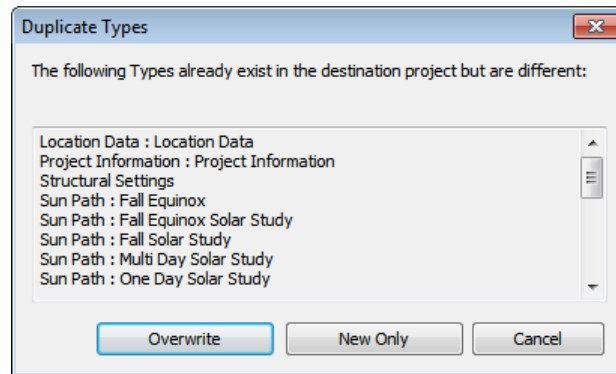 Duplicate Types
The following Types already exist in the destination project but are different:
Location Data : Location Data
Project Information : Project Information
Structural Settings
Sun Path : Fall Equinox
Sun Path : Fall Equinox Solar Study
Sun Path : Fall Solar Study
Sun Path : Multi Day Solar Study
Sun Path : One Day Solar Study
Overwrite
New Only
Cancel